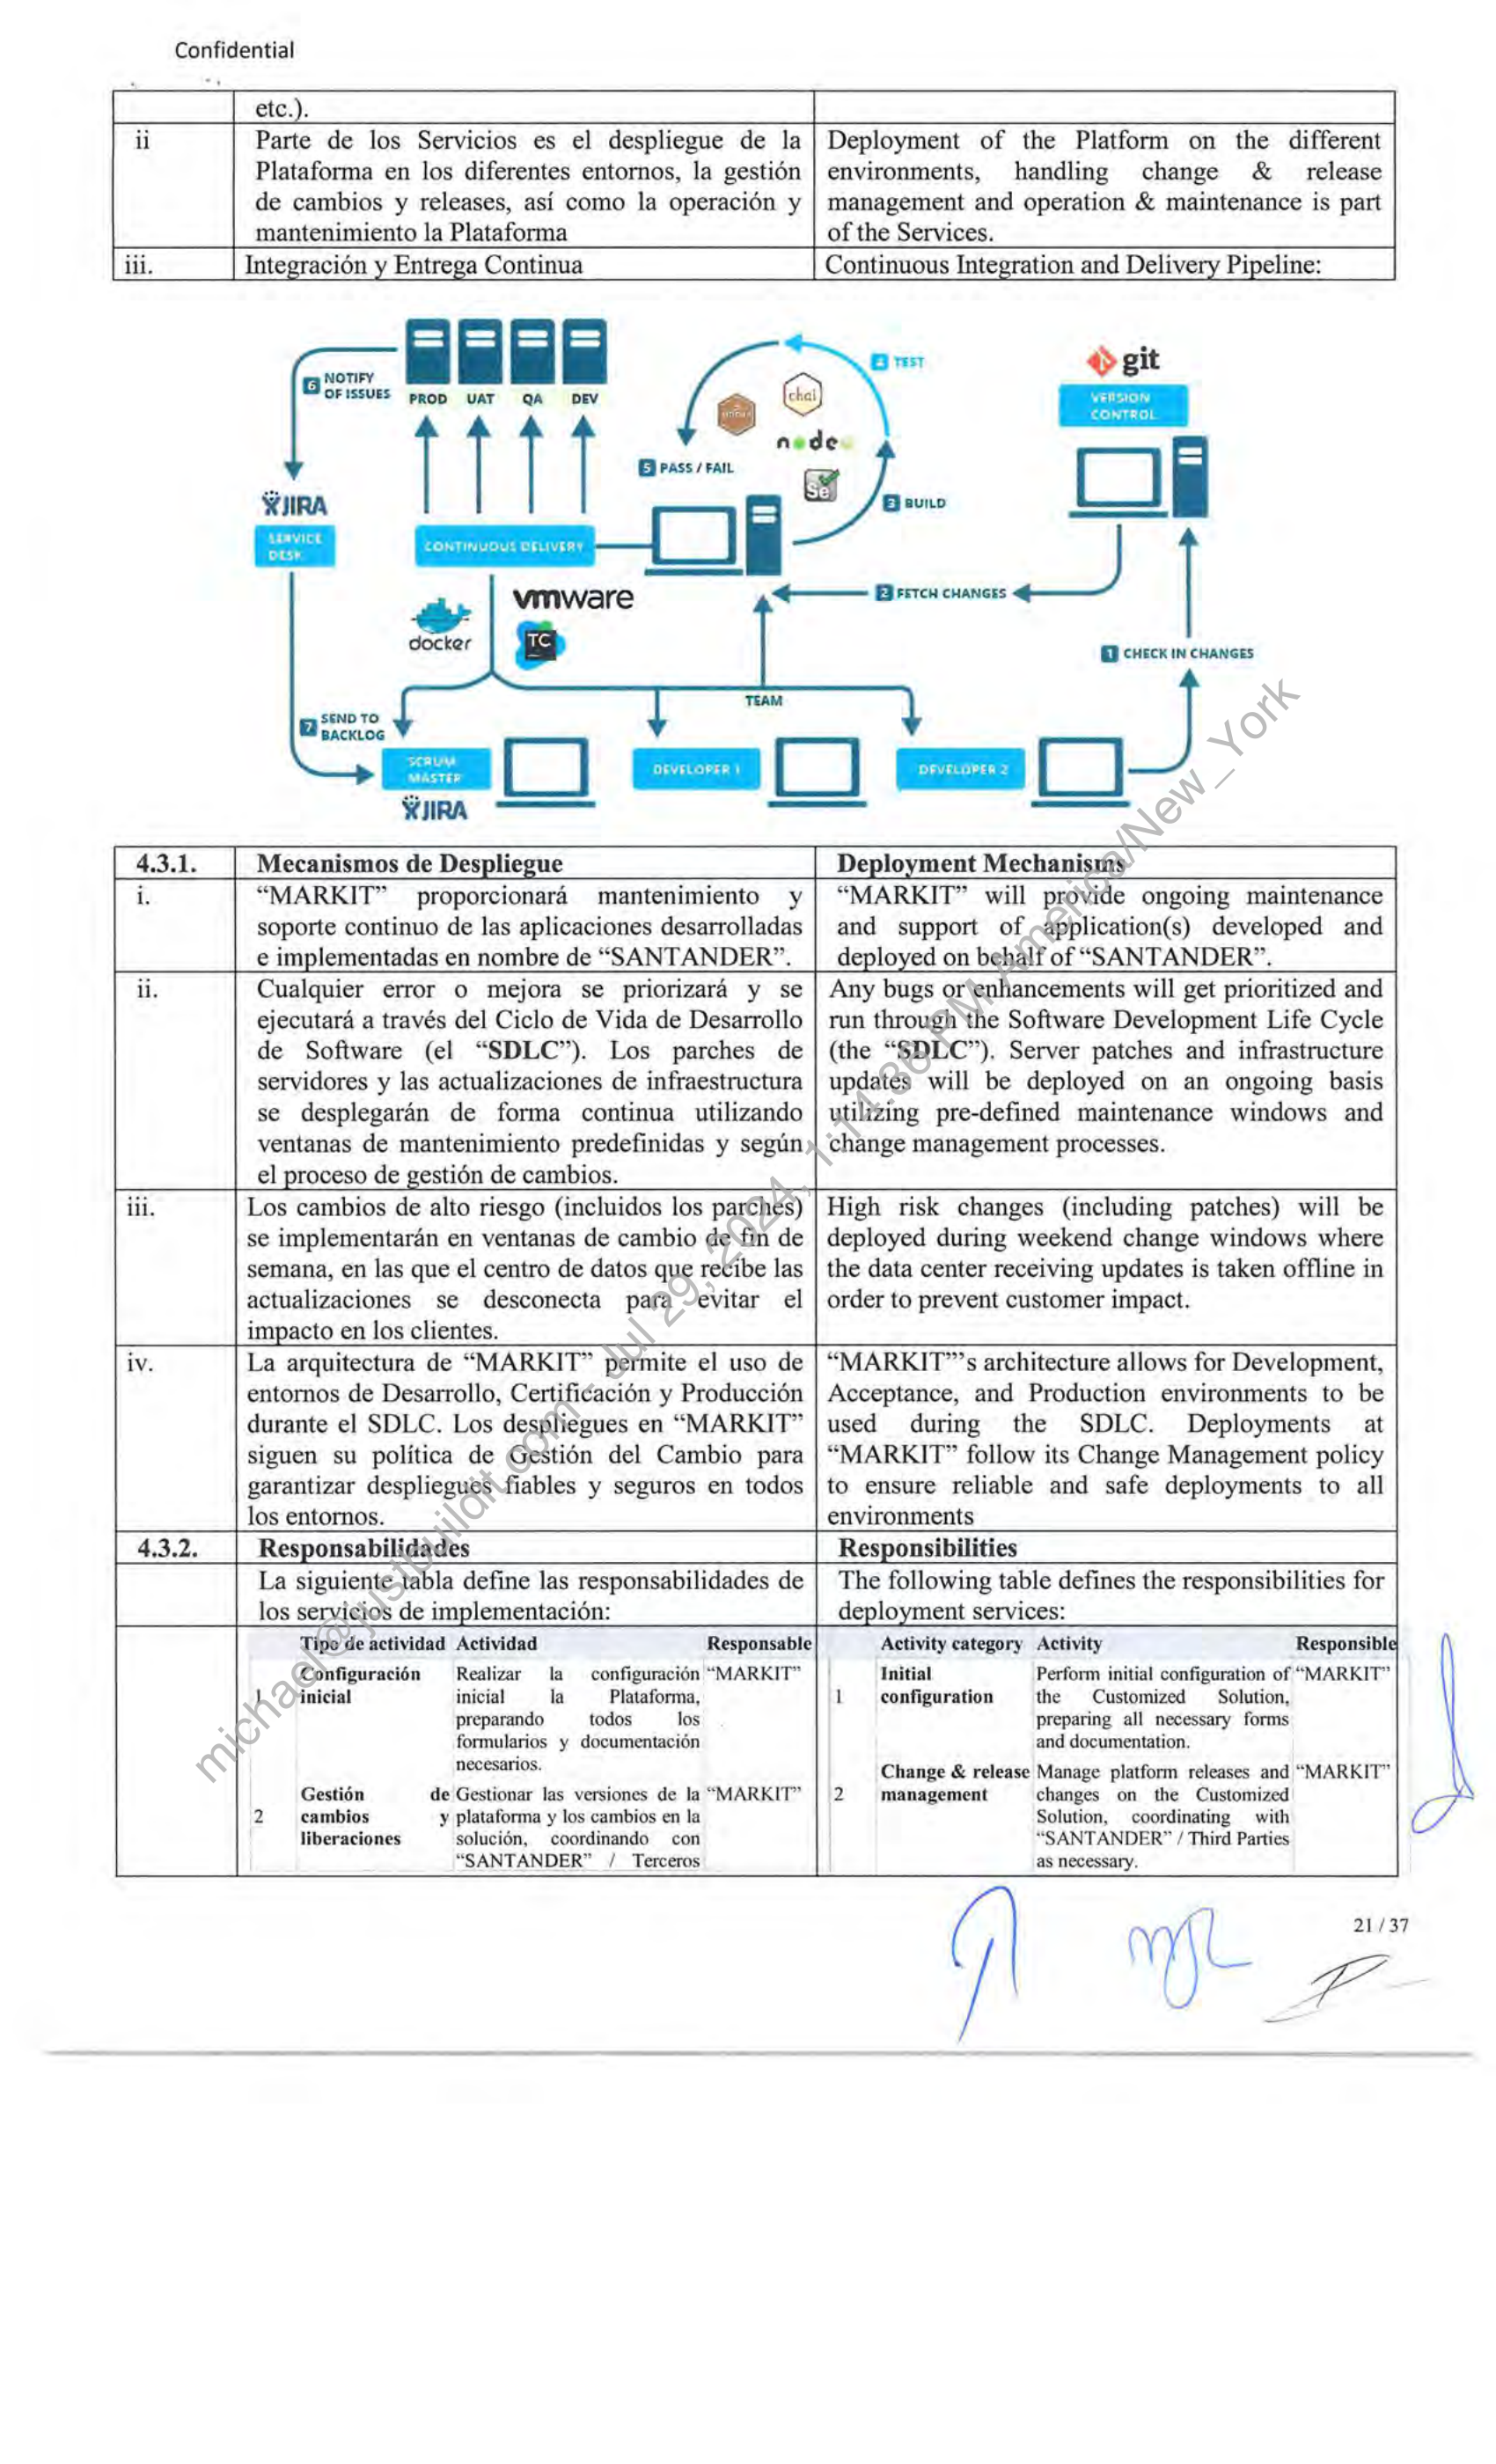 Confidential
etc.).
ii
Parte de los Servicios es el despliegue de la
Plataforma en los diferentes entornos, la gestión
de cambios y releases, así como la operación y
mantenimiento la Plataforma
Deployment of the Platform on the different
environments, handling change & release
management and operation & maintenance is part
of the Services.
iii.
Integración y Entrega Continua
Continuous Integration and Delivery Pipeline:
6 NOTIFY
OF ISSUES
PROD UAT QA DEV
4 TEST
chai
node
Se
5 PASS / FAIL
3 BUILD
git
VERSION
CONTROL
JIRA
SERVICE
DESK
CONTINUOUS DELIVERY
docker
vmware
TC
2 FETCH CHANGES
1 CHECK IN CHANGES
TEAM
7 SEND TO
BACKLOG
SCRUM
MASTER
JIRA
DEVELOPER 1
DEVELOPER 2
4.3.1.
Mecanismos de Despliegue
Deployment Mechanisms
i.
“MARKIT” proporcionará mantenimiento y
soporte continuo de las aplicaciones desarrolladas
e implementadas en nombre de “SANTANDER”.
“MARKIT” will provide ongoing maintenance
and support of application(s) developed and
deployed on behalf of “SANTANDER”.
ii.
Cualquier error o mejora se priorizará y se
ejecutará a través del Ciclo de Vida de Desarrollo
de Software (el “SDLC”). Los parches de
servidores y las actualizaciones de infraestructura
se desplegarán de forma continua utilizando
ventanas de mantenimiento predefinidas y según
el proceso de gestión de cambios.
Any bugs or enhancements will get prioritized and
run through the Software Development Life Cycle
(the “SDLC”). Server patches and infrastructure
updates will be deployed on an ongoing basis
utilizing pre-defined maintenance windows and
change management processes.
iii.
Los cambios de alto riesgo (incluidos los parches)
se implementarán en ventanas de cambio de fin de
semana, en las que el centro de datos que recibe las
actualizaciones se desconecta para evitar el
impacto en los clientes.
High risk changes (including patches) will be
deployed during weekend change windows where
the data center receiving updates is taken offline in
order to prevent customer impact.
iv.
La arquitectura de “MARKIT” permite el uso de
entornos de Desarrollo, Certificación y Producción
durante el SDLC. Los despliegues en “MARKIT”
siguen su política de Gestión del Cambio para
garantizar despliegues fiables y seguros en todos
los entornos.
“MARKIT”’s architecture allows for Development,
Acceptance, and Production environments to be
used during the SDLC. Deployments at
“MARKIT” follow its Change Management policy
to ensure reliable and safe deployments to all
environments
4.3.2.
Responsabilidades
Responsibilities
La siguiente tabla define las responsabilidades de
los servicios de implementación:
The following table defines the responsibilities for
deployment services:
Tipo de actividad Actividad Responsable
1
Configuración
inicial
Realizar la configuración
inicial la Plataforma,
preparando todos los
formularios y documentación
necesarios.
“MARKIT”
2
Gestión de
cambios y
liberaciones
Gestionar las versiones de la
plataforma y los cambios en la
solución, coordinando con
“SANTANDER” / Terceros
“MARKIT”
Activity category Activity Responsible
1
Initial
configuration
Perform initial configuration of
the Customized Solution,
preparing all necessary forms
and documentation.
“MARKIT”
2
Change & release
management
Manage platform releases and
changes on the Customized
Solution, coordinating with
“SANTANDER” / Third Parties
as necessary.
“MARKIT”
21 / 37
michael@justbuildit.com - Jul 29, 2024, 1:14:36 PM America/New_York